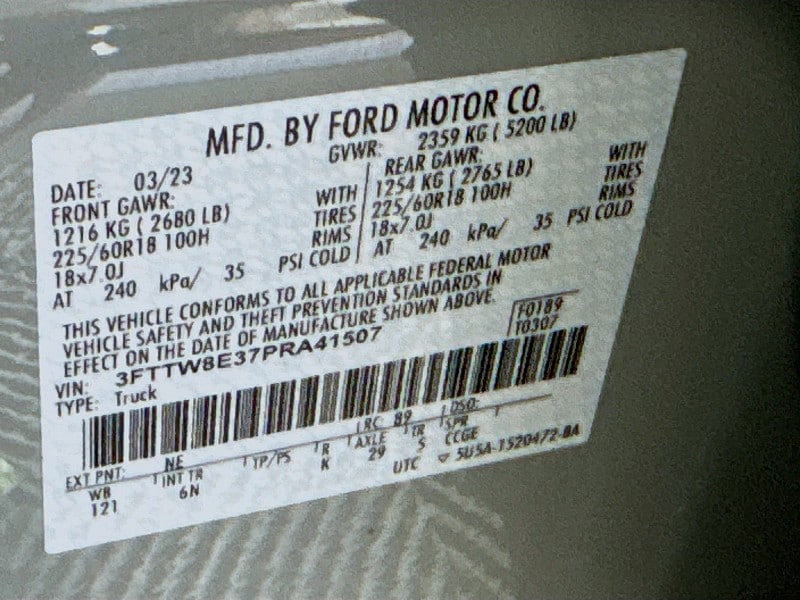 MFD. BY FORD MOTOR CO.
DATE: 03/23 GVWR: 2359 KG ( 5200 LB)
FRONT GAWR: REAR GAWR:
1216 KG ( 2680 LB) WITH 1254 KG ( 2765 LB) WITH
225/60R18 100H TIRES 225/60R18 100H TIRES
18x7.0J RIMS 18x7.0J RIMS
AT 240 kPa/ 35 PSI COLD AT 240 kPa/ 35 PSI COLD
THIS VEHICLE CONFORMS TO ALL APPLICABLE FEDERAL MOTOR
VEHICLE SAFETY AND THEFT PREVENTION STANDARDS IN
EFFECT ON THE DATE OF MANUFACTURE SHOWN ABOVE.
F0189
T0307
VIN: 3FTTW8E37PRA41507
TYPE: Truck
EXT PNT: NE RC: 89 DSO:
WB INT TR TP/PS R AXLE TR SPR
121 6N K 29 5 CCGE
UTC ▽ 5U5A-1520472-BA